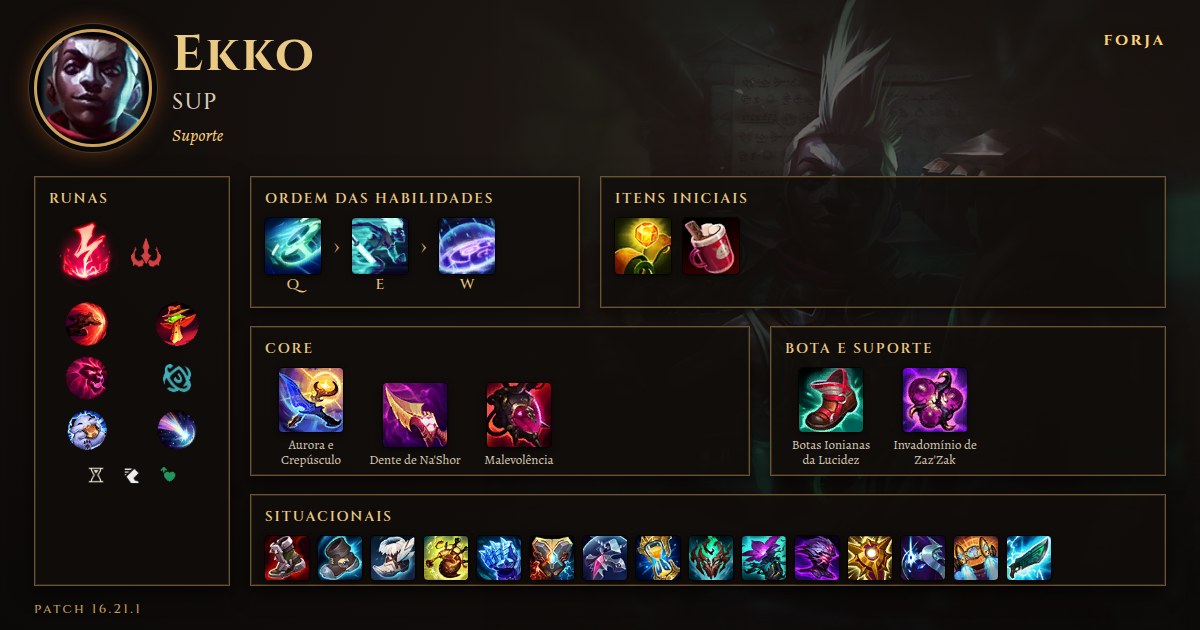 Ekko
SUP
Suporte
FORJA
RUNAS
ORDEM DAS HABILIDADES
Q › E › W
ITENS INICIAIS
CORE
Aurora e
Crepúsculo
Dente de Na'Shor
Malevolência
BOTA E SUPORTE
Botas Ionianas
da Lucidez
Invadomínio de
Zaz'Zak
SITUACIONAIS
PATCH 16.21.1